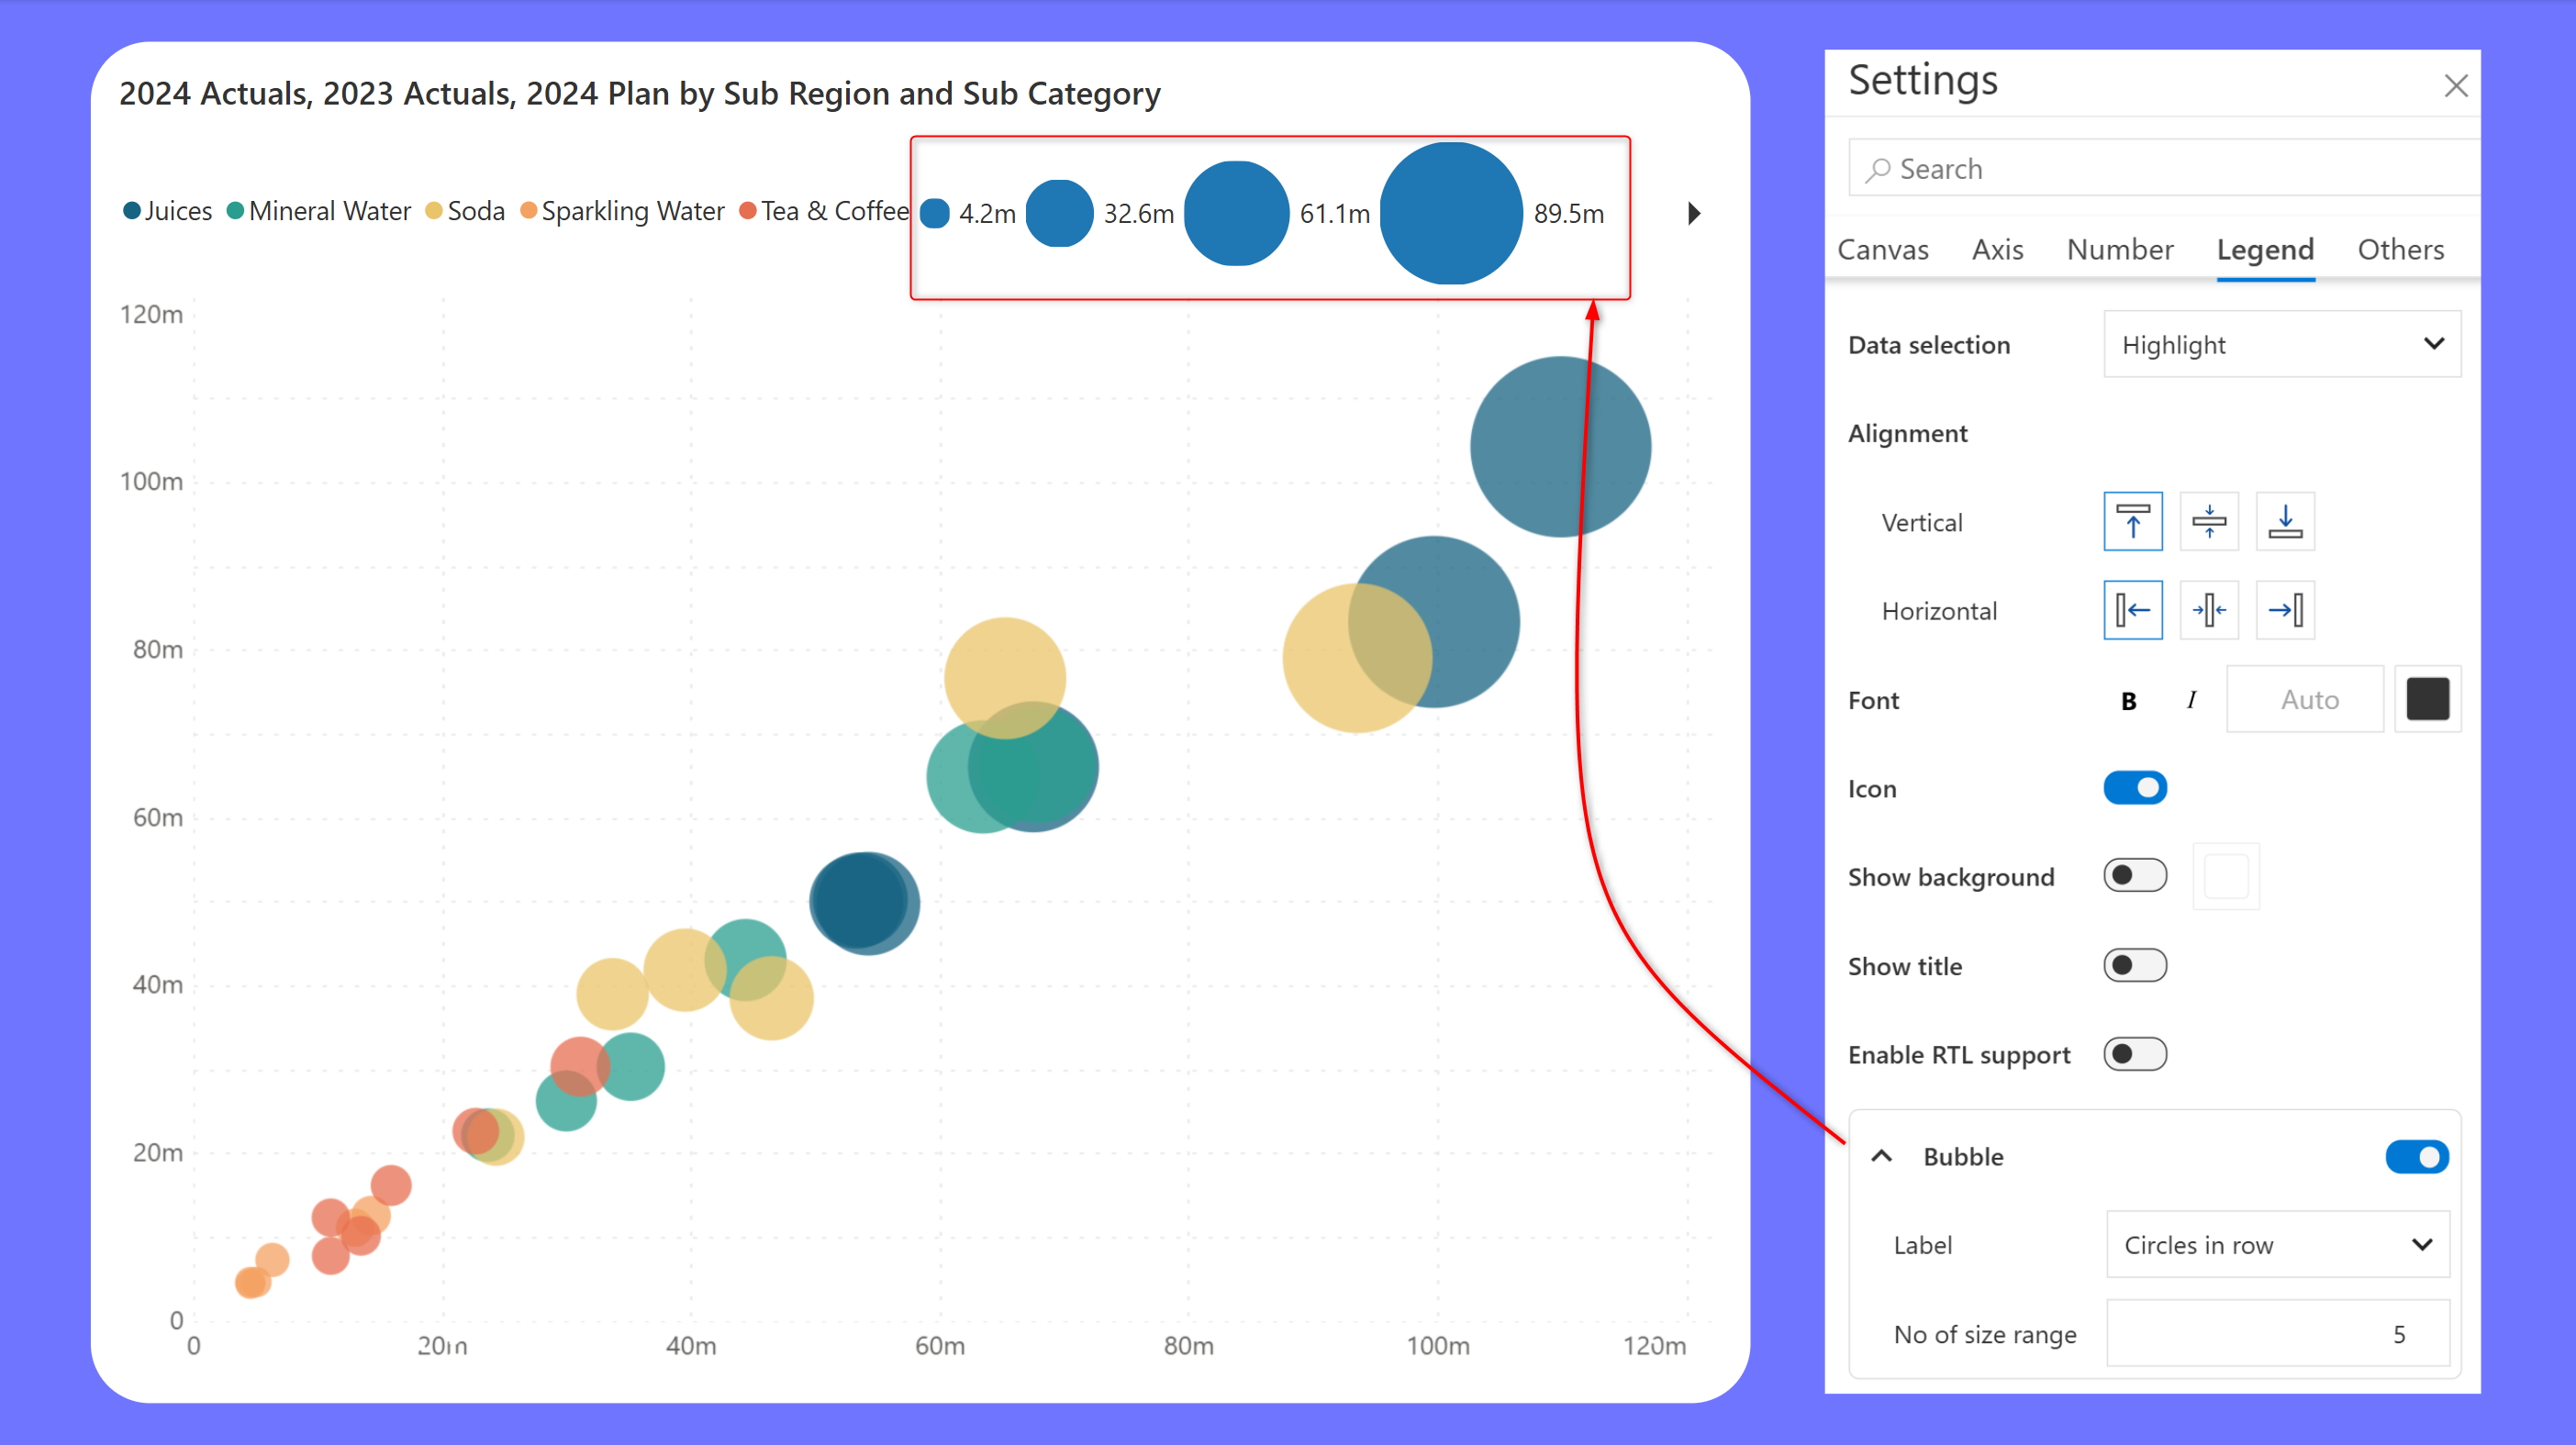 2024 Actuals, 2023 Actuals, 2024 Plan by Sub Region and Sub Category
Juices Mineral Water Soda Sparkling Water Tea & Coffee 4.2m 32.6m 61.1m 89.5m
120m
100m
80m
60m
40m
20m
0
0 20m 40m 60m 80m 100m 120m
Settings
Search
Canvas Axis Number Legend Others
Data selection Highlight
Alignment
Vertical
Horizontal
Font B I Auto
Icon
Show background
Show title
Enable RTL support
Bubble
Label Circles in row
No of size range 5